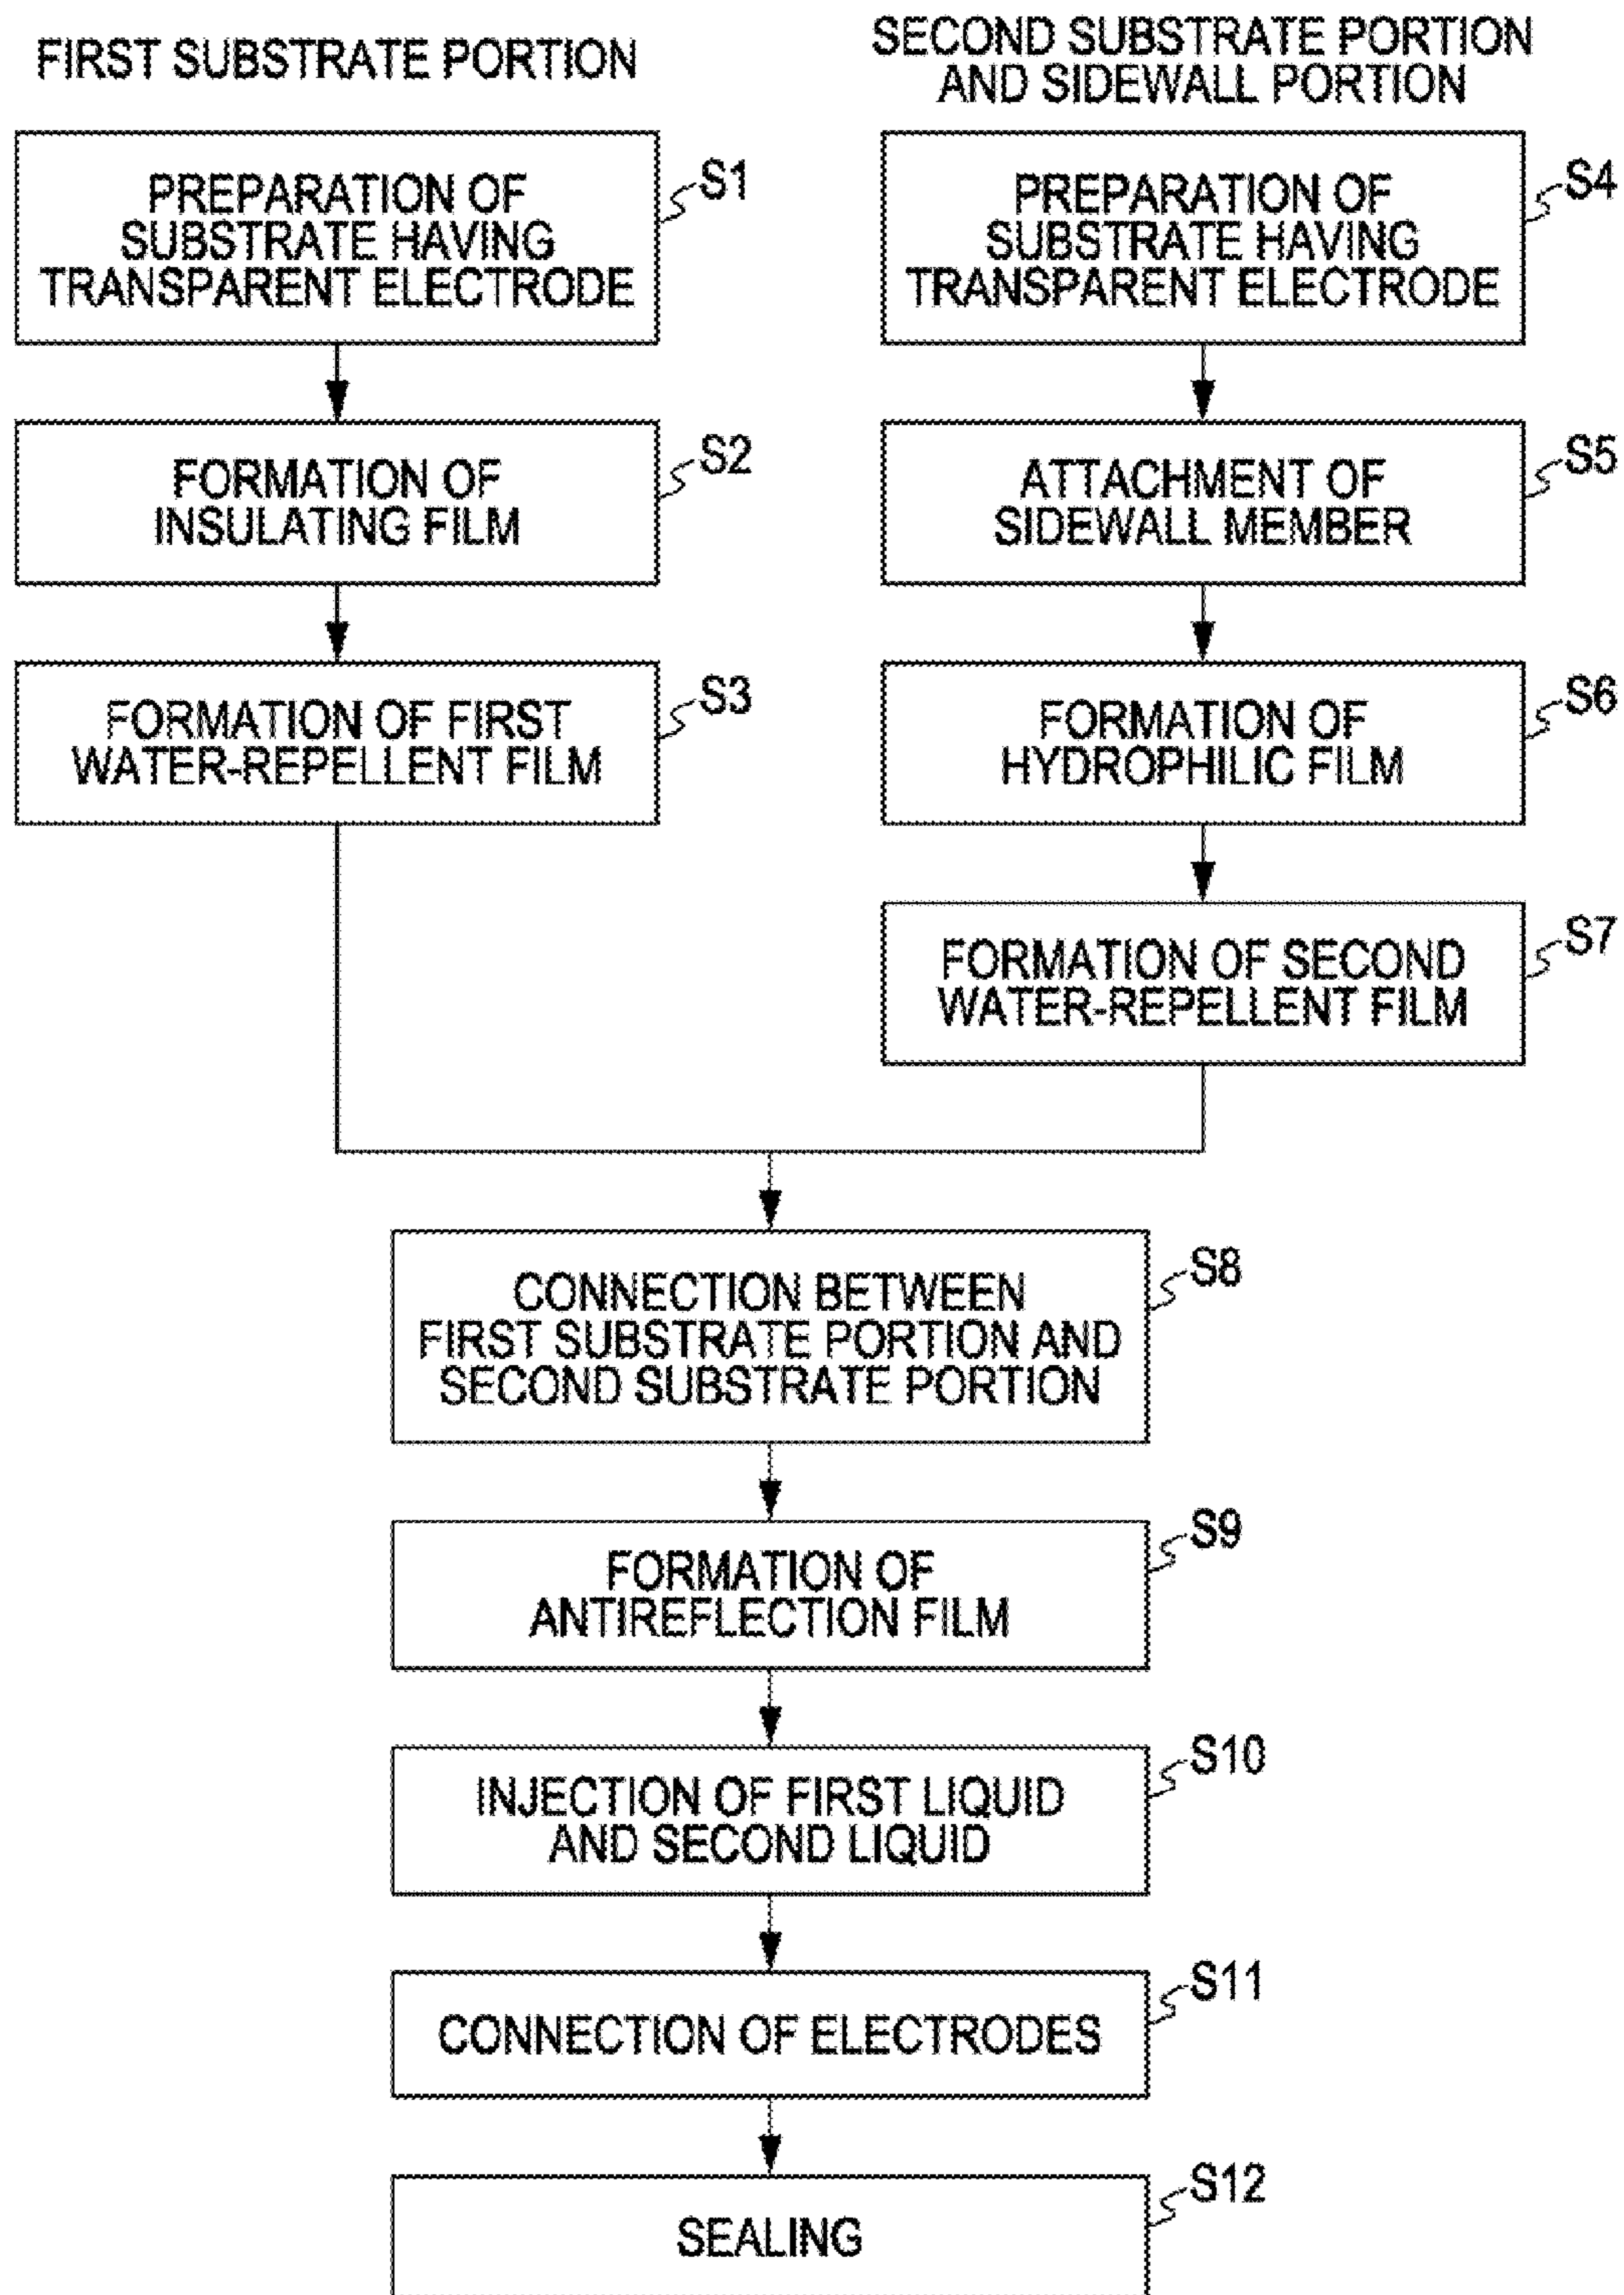 FIRST SUBSTRATE PORTION
SECOND SUBSTRATE PORTION
AND SIDEWALL PORTION
PREPARATION OF
SUBSTRATE HAVING
TRANSPARENT ELECTRODE
S1
PREPARATION OF
SUBSTRATE HAVING
TRANSPARENT ELECTRODE
S4
FORMATION OF
INSULATING FILM
S2
ATTACHMENT OF
SIDEWALL MEMBER
S5
FORMATION OF FIRST
WATER-REPELLENT FILM
S3
FORMATION OF
HYDROPHILIC FILM
S6
FORMATION OF SECOND
WATER-REPELLENT FILM
S7
CONNECTION BETWEEN
FIRST SUBSTRATE PORTION AND
SECOND SUBSTRATE PORTION
S8
FORMATION OF
ANTIREFLECTION FILM
S9
INJECTION OF FIRST LIQUID
AND SECOND LIQUID
S10
CONNECTION OF ELECTRODES
S11
SEALING
S12